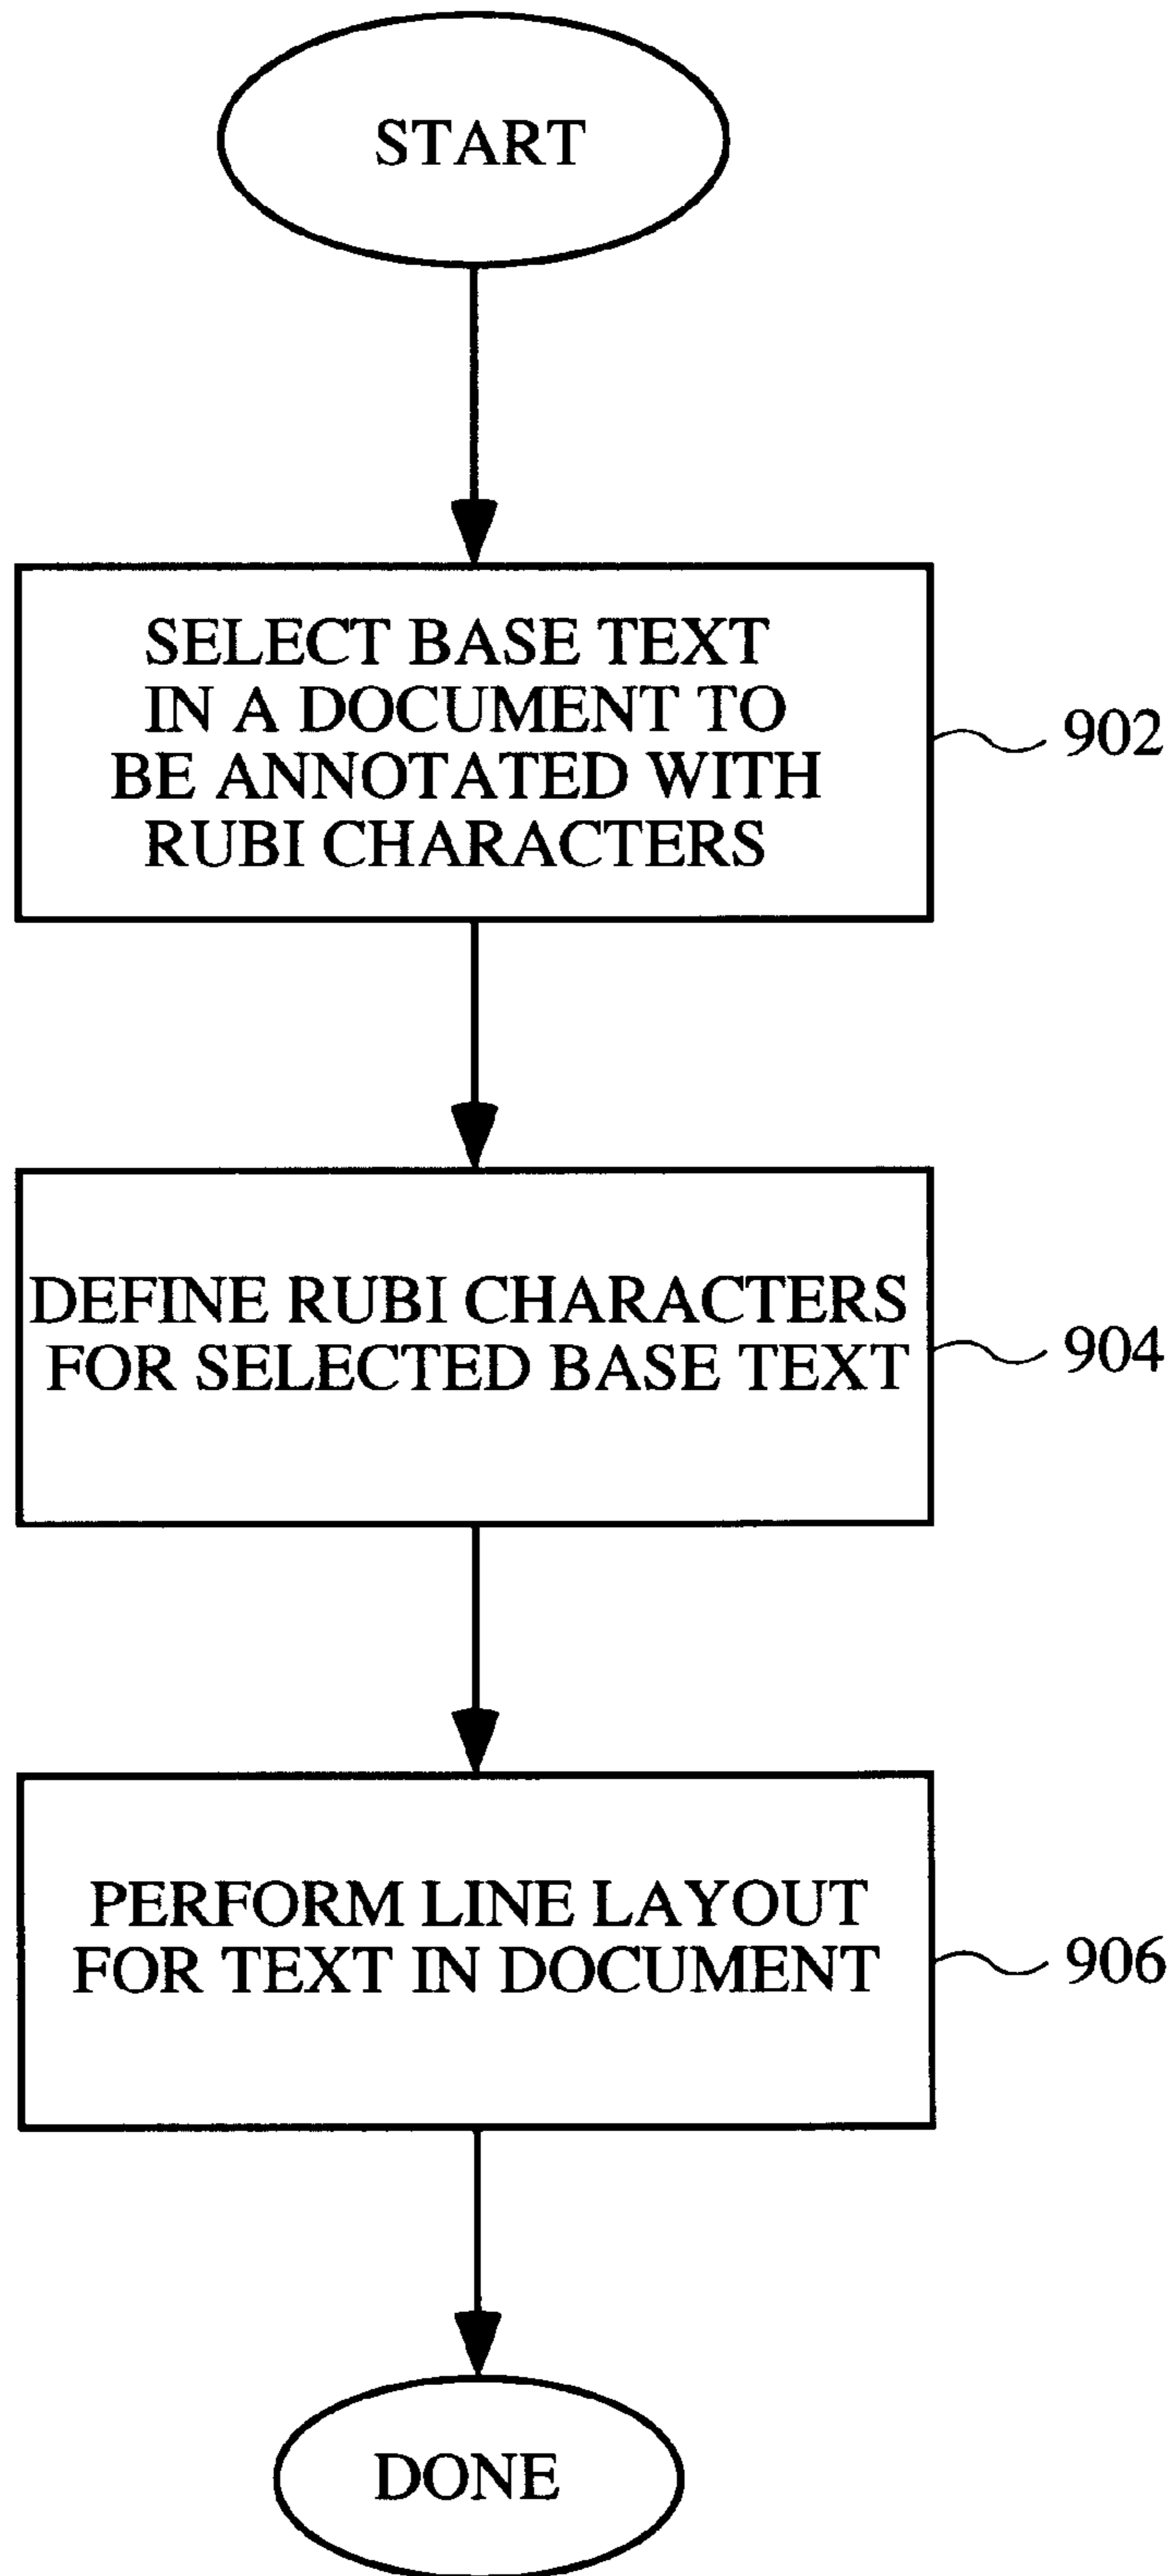 START
SELECT BASE TEXT
IN A DOCUMENT TO
BE ANNOTATED WITH
RUBI CHARACTERS
902
DEFINE RUBI CHARACTERS
FOR SELECTED BASE TEXT
904
PERFORM LINE LAYOUT
FOR TEXT IN DOCUMENT
906
DONE